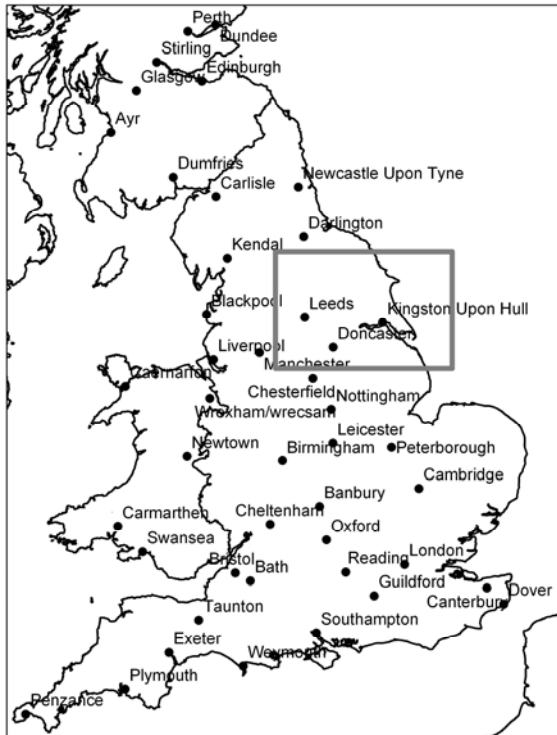 Perth
Dundee
Stirling
Edinburgh
Glasgow
Ayr
Dumfries
Newcastle Upon Tyne
Carlisle
Darlington
Kendal
Blackpool
Leeds
Kingston Upon Hull
Doncaster
Liverpool
Manchester
Caernarfon
Chesterfield
Nottingham
Wroxham/wrecsam
Leicester
Newtown
Birmingham
Peterborough
Cambridge
Banbury
Carmarthen
Cheltenham
Swansea
Oxford
Bristol
Bath
Reading
London
Guildford
Canterbury
Dover
Taunton
Southampton
Exeter
Weymouth
Plymouth
Penzance